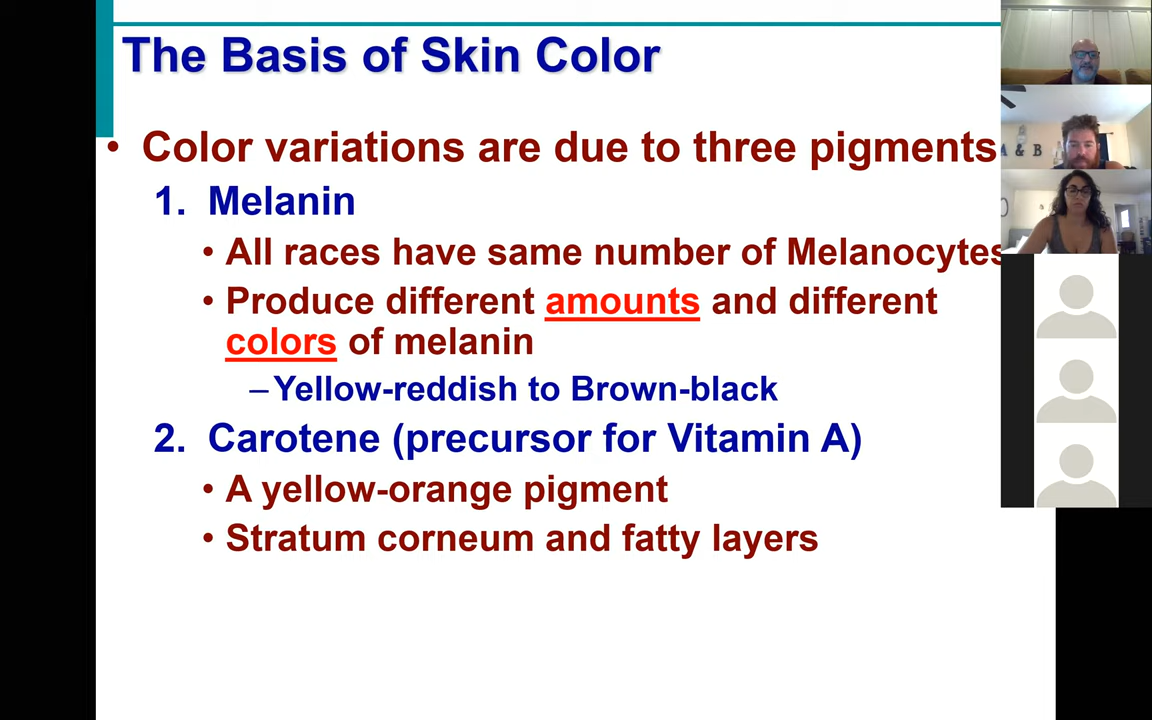 The Basis of Skin Color
• Color variations are due to three pigments
1. Melanin
• All races have same number of Melanocytes
• Produce different amounts and different
colors of melanin
–Yellow-reddish to Brown-black
2. Carotene (precursor for Vitamin A)
• A yellow-orange pigment
• Stratum corneum and fatty layers
A & B